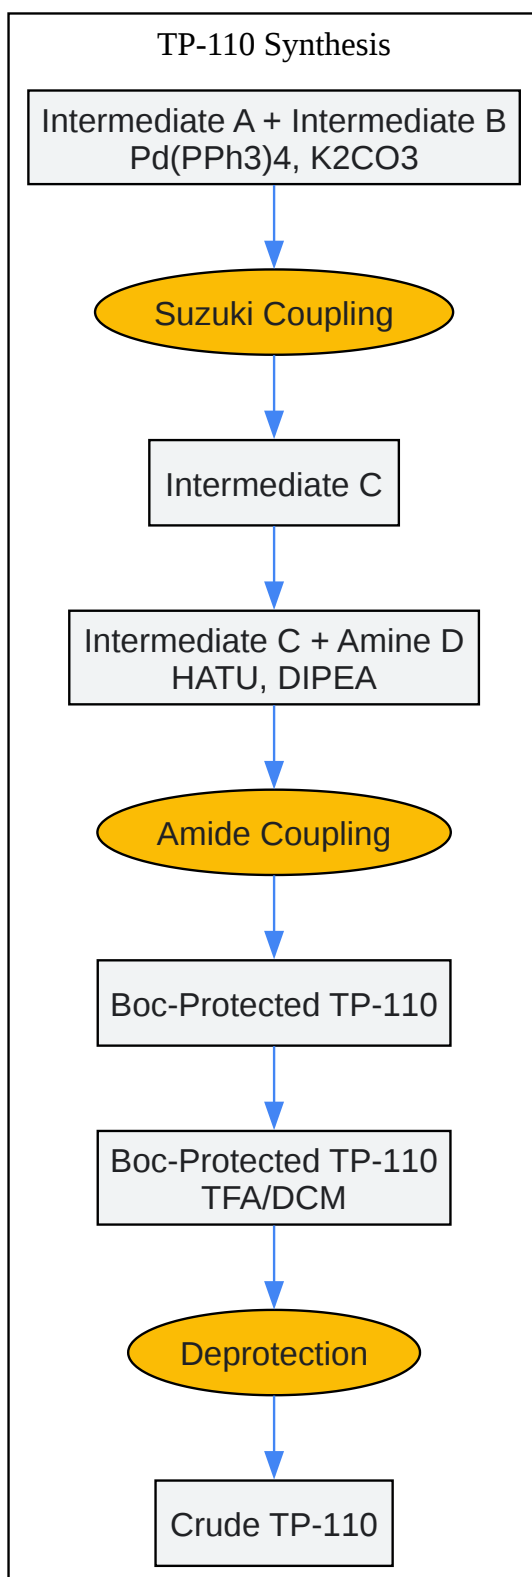 TP-110 Synthesis
Intermediate A + Intermediate B
Pd(PPh3)4, K2CO3
Suzuki Coupling
Intermediate C
Intermediate C + Amine D
HATU, DIPEA
Amide Coupling
Boc-Protected TP-110
Boc-Protected TP-110
TFA/DCM
Deprotection
Crude TP-110